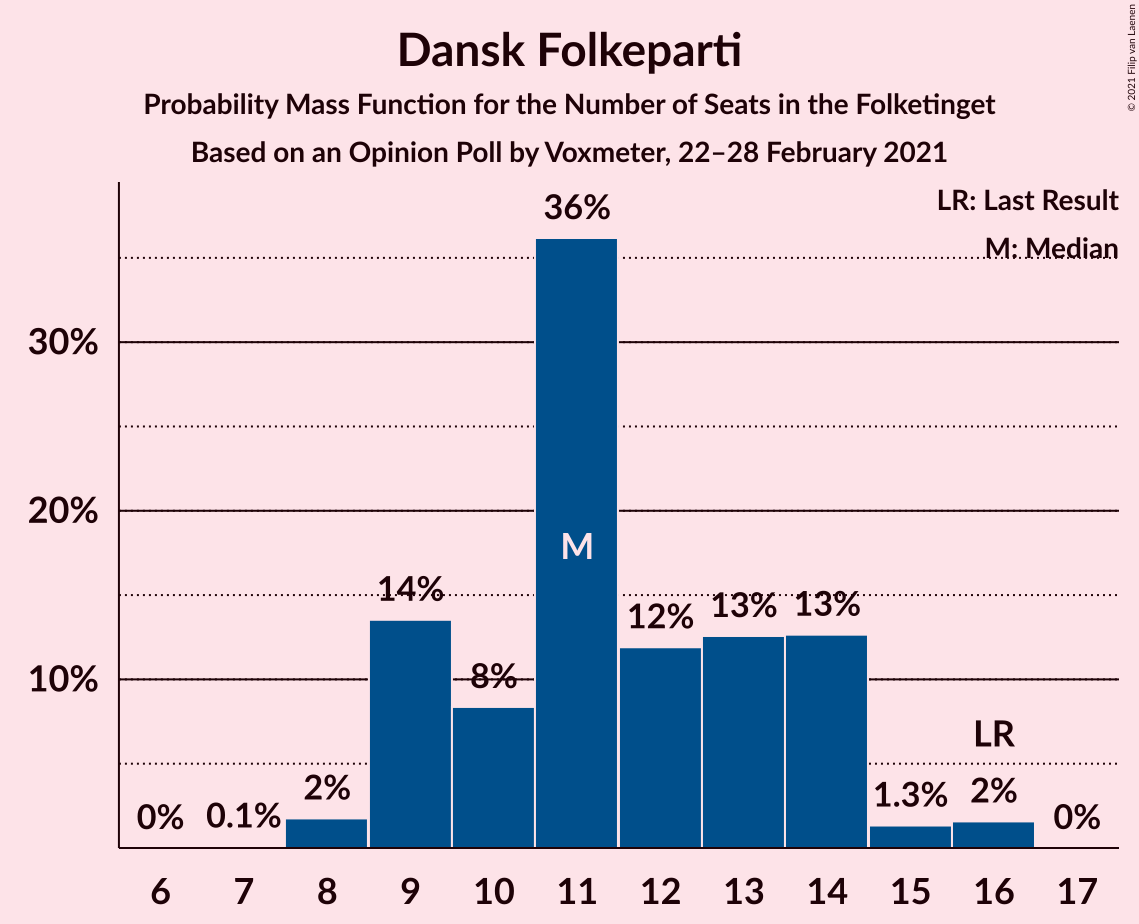 Dansk Folkeparti
Probability Mass Function for the Number of Seats in the Folketinget
Based on an Opinion Poll by Voxmeter, 22–28 February 2021
© 2021 Filip van Laenen
LR: Last Result
M: Median
36%
30%
20%
10%
M
14%
8%
12%
13%
13%
LR
0%
0.1%
2%
1.3%
2%
0%
6 7 8 9 10 11 12 13 14 15 16 17